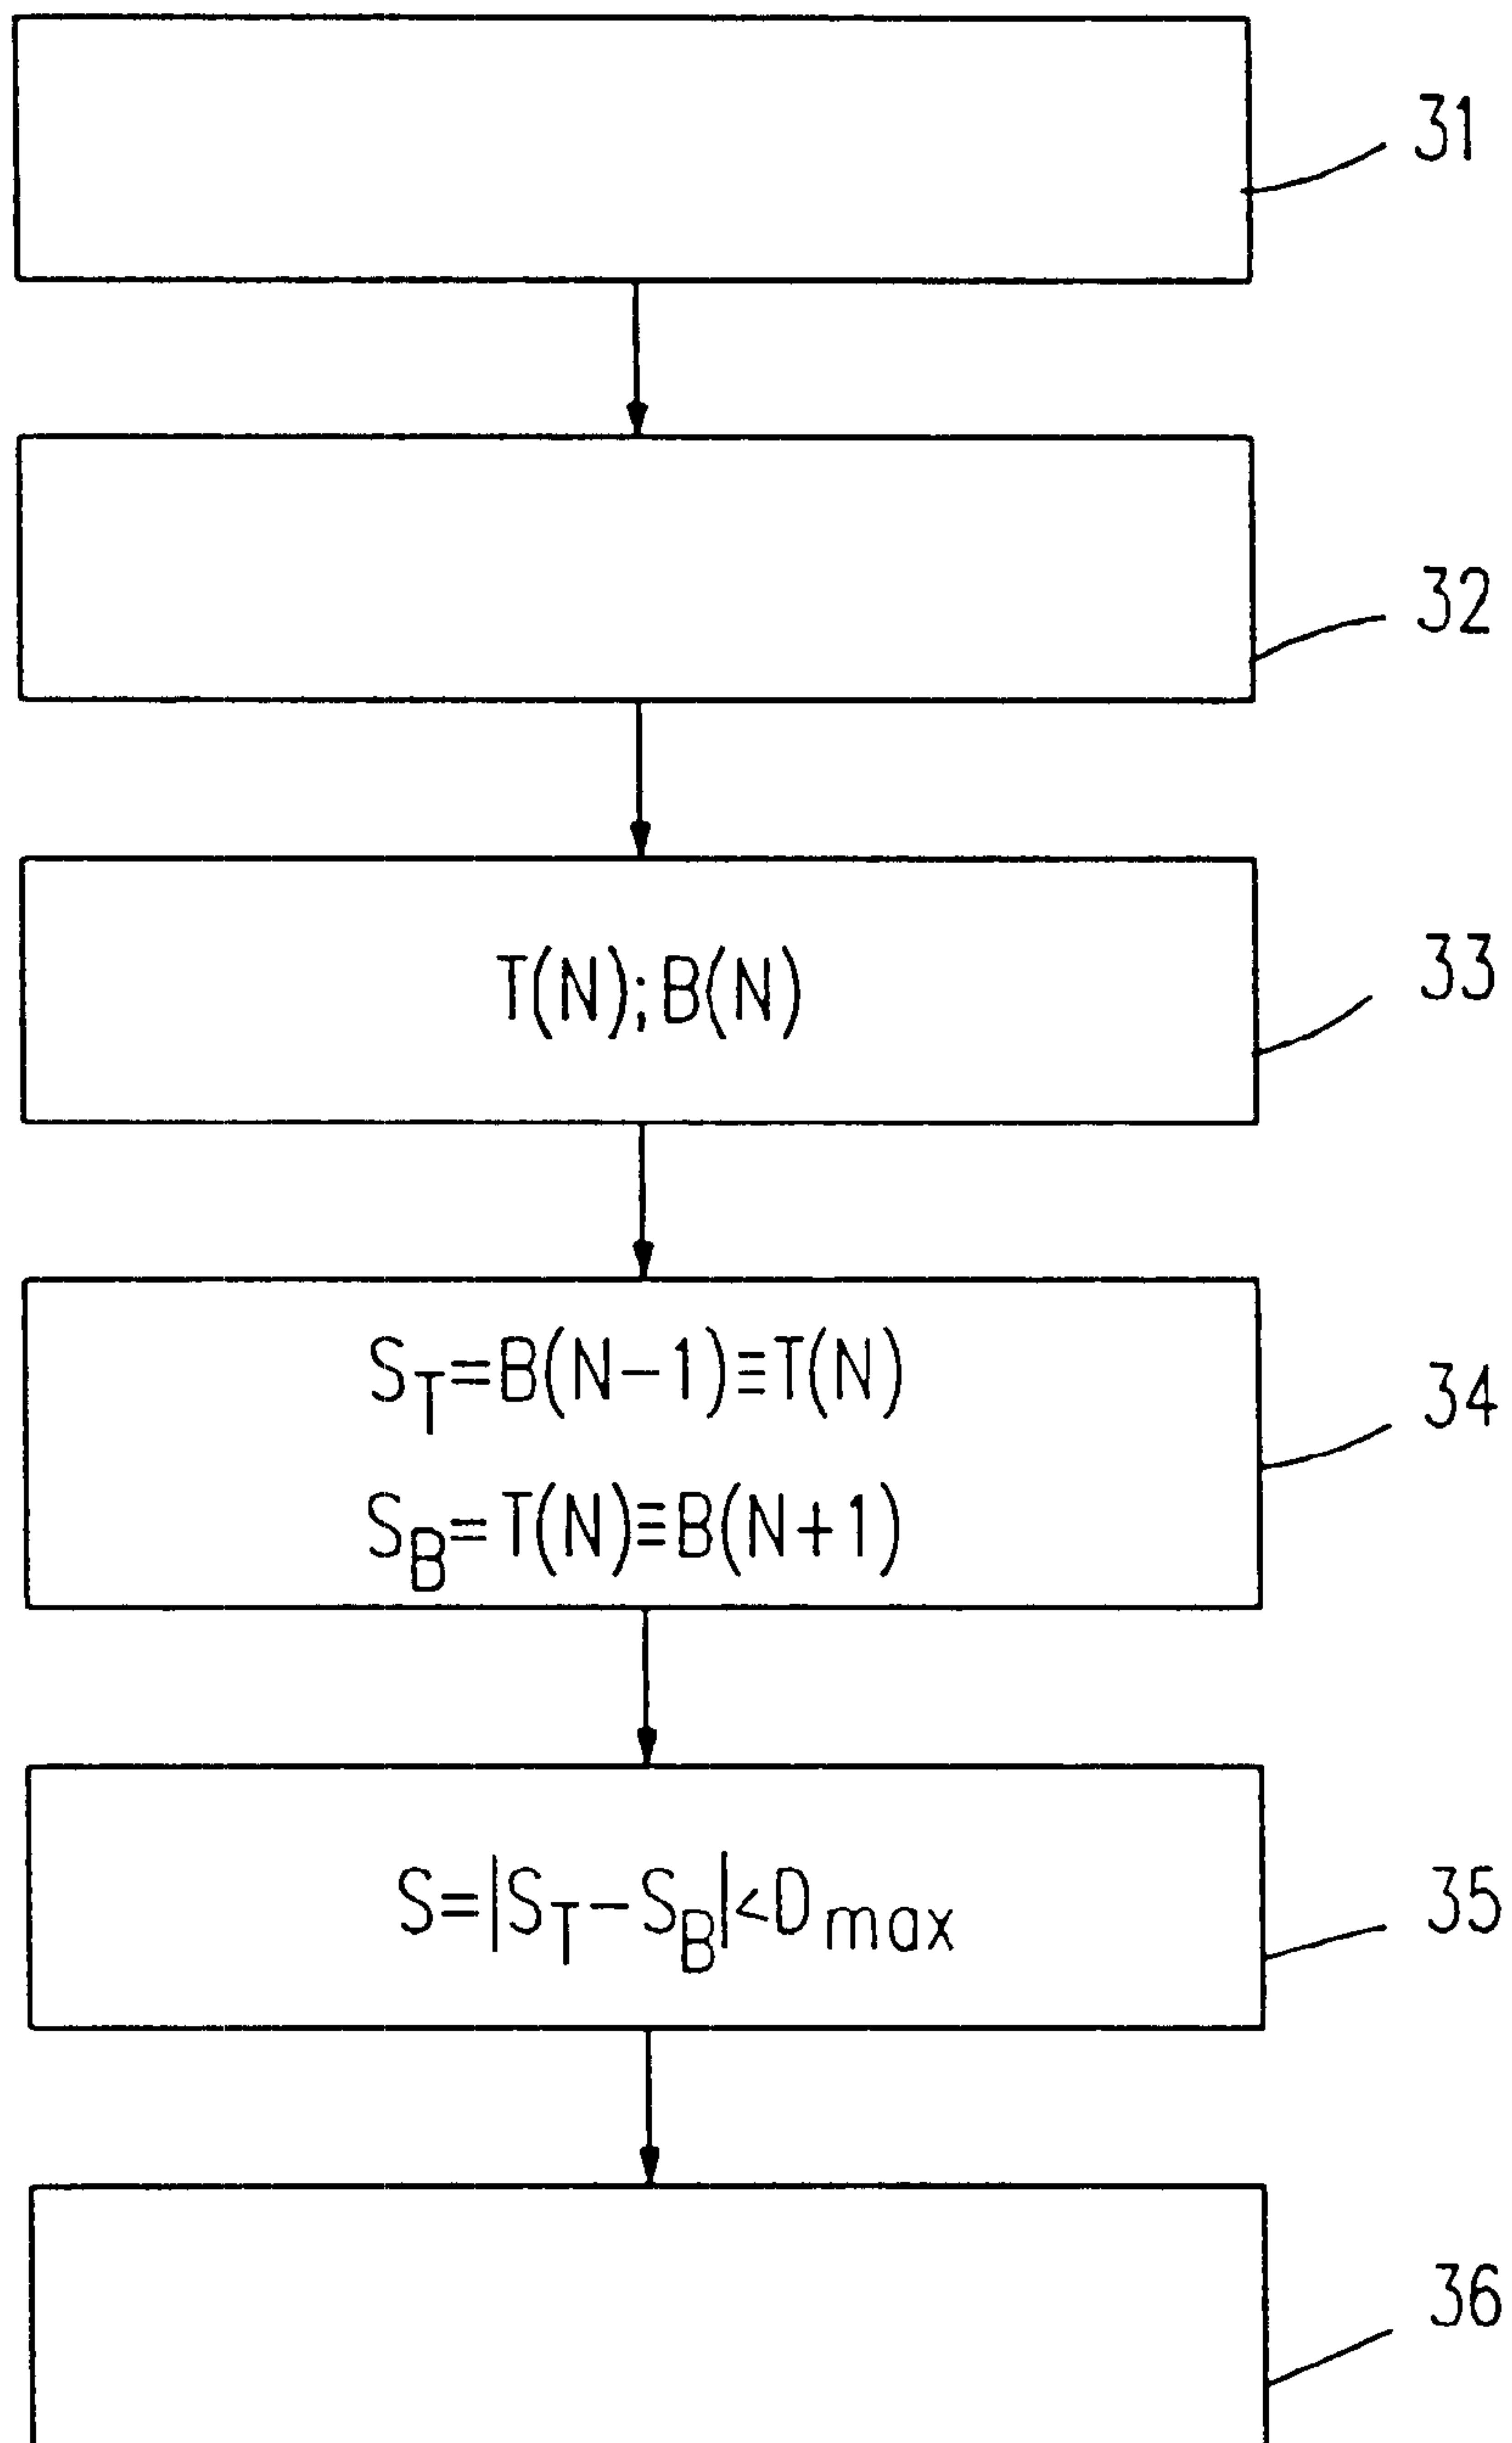 31
32
T(N);B(N)
33
S_T=B(N-1)≡T(N)
34
S_B=T(N)≡B(N+1)
S=|S_T-S_B|<D_max
35
36